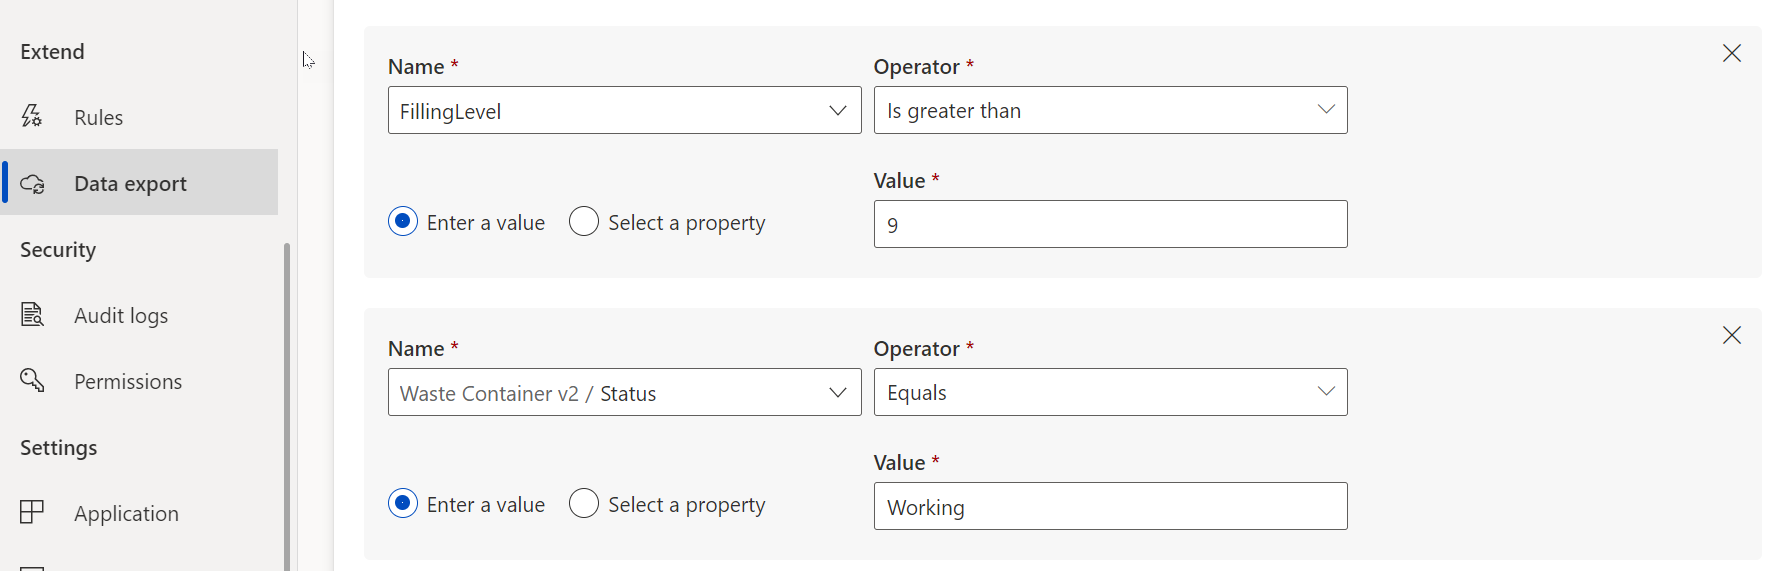 Extend
Rules
Data export
Security
Audit logs
Permissions
Settings
Application
Name *
Operator *
FillingLevel
Is greater than
Value *
Enter a value
Select a property
9
Name *
Operator *
Waste Container v2 / Status
Equals
Value *
Enter a value
Select a property
Working